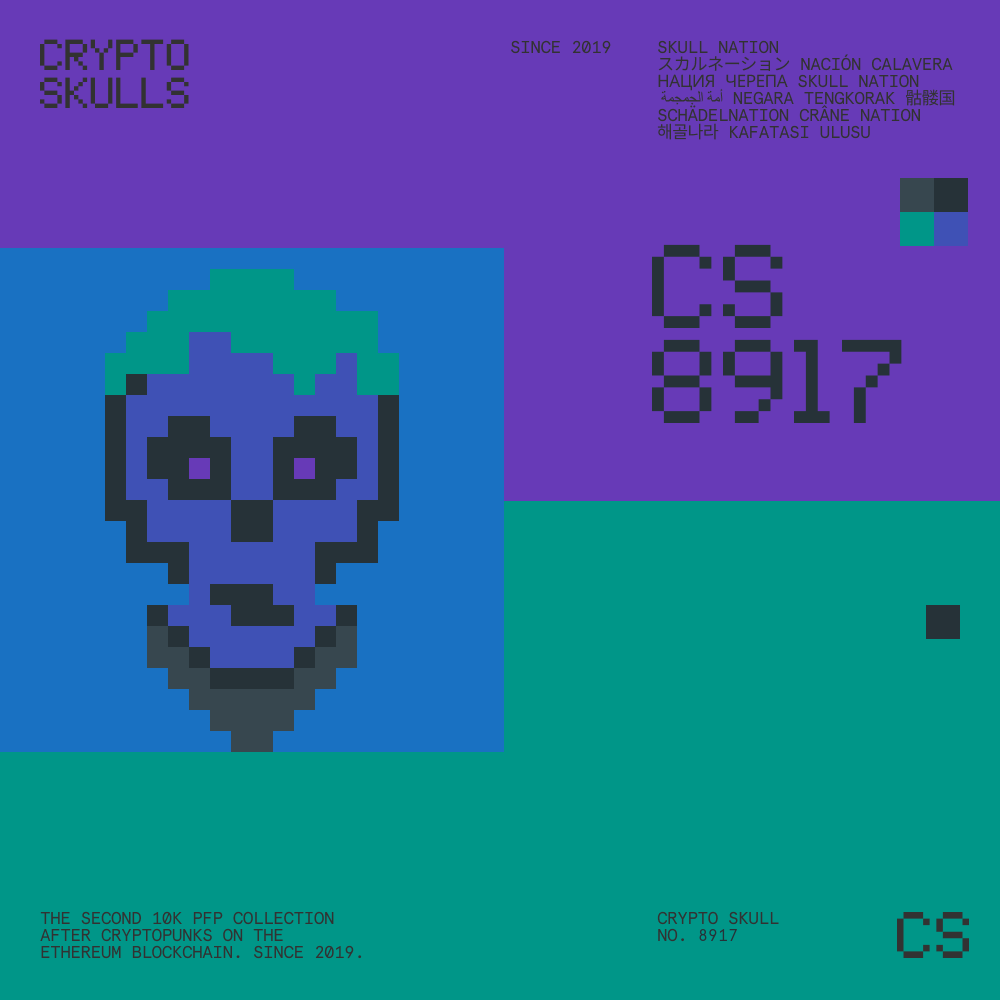 CRYPTO
SKULLS
SINCE 2019
SKULL NATION
スカルネーション NACIÓN CALAVERA
НАЦИЯ ЧЕРЕПА SKULL NATION
أمة الجمجمة NEGARA TENGKORAK 骷髅国
SCHÄDELNATION CRÂNE NATION
해골나라 KAFATASI ULUSU
CS
8917
THE SECOND 10K PFP COLLECTION
AFTER CRYPTOPUNKS ON THE
ETHEREUM BLOCKCHAIN. SINCE 2019.
CRYPTO SKULL
NO. 8917
CS